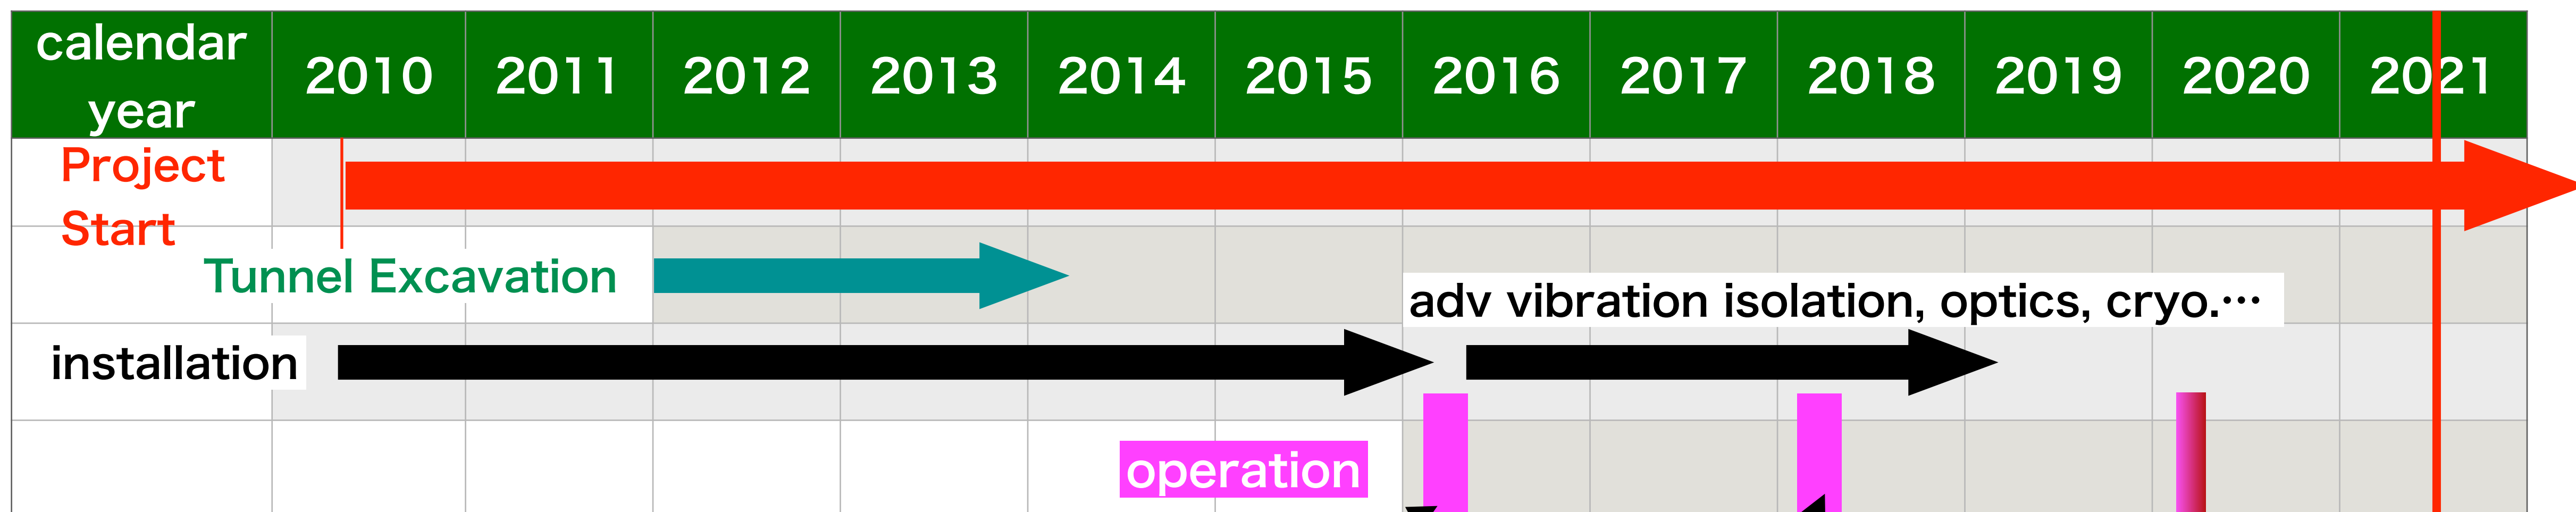 calendar
year
2010 2011 2012 2013 2014 2015 2016 2017 2018 2019 2020 2021
Project
Start
Tunnel Excavation
adv vibration isolation, optics, cryo.…
installation
operation